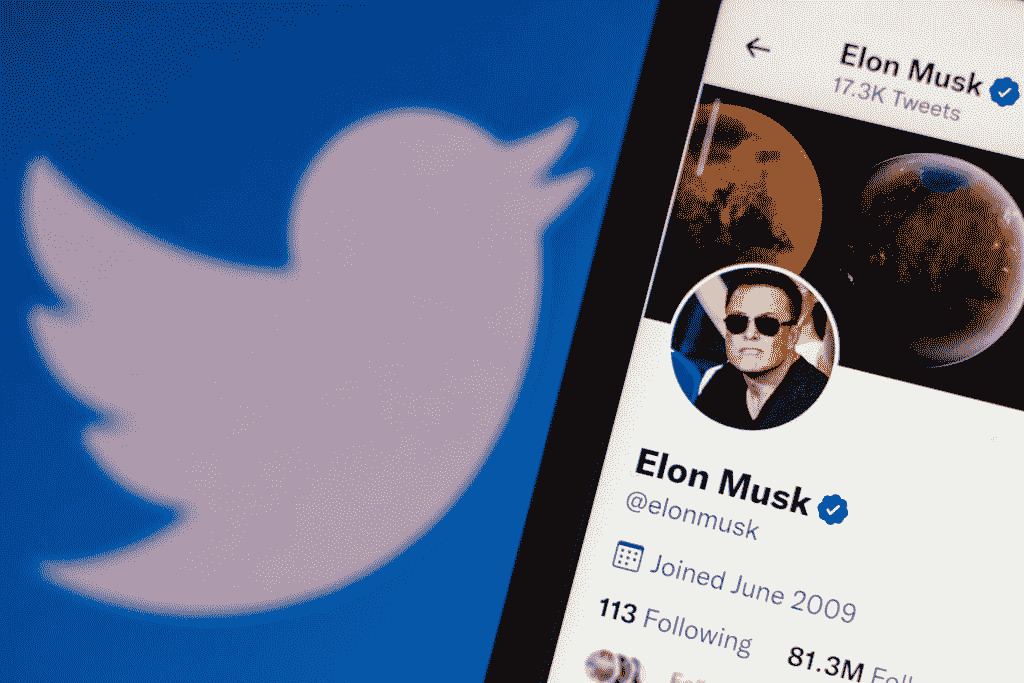 Elon Musk
17.3K Tweets
Elon Musk
@elonmusk
Joined June 2009
113 Following 81.3M